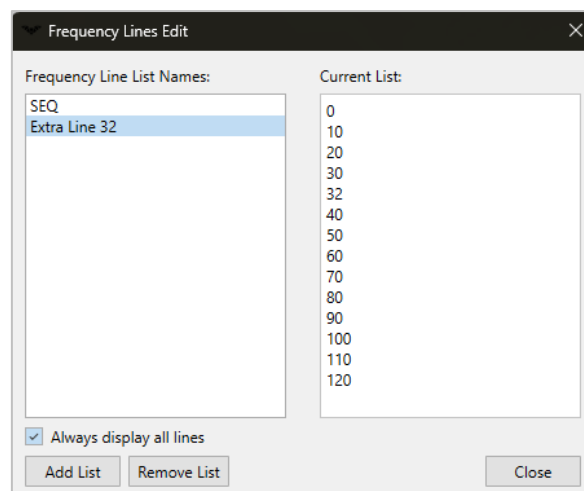 Frequency Lines Edit
Frequency Line List Names:
SEQ
Extra Line 32
Current List:
0
10
20
30
32
40
50
60
70
80
90
100
110
120
Always display all lines
Add List
Remove List
Close